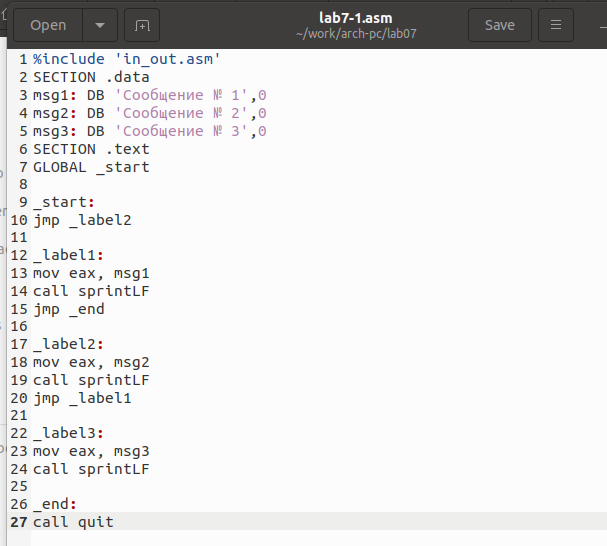 Open
lab7-1.asm
~/work/arch-pc/lab07
Save
1 %include 'in_out.asm'
2 SECTION .data
3 msg1: DB 'Сообщение № 1',0
4 msg2: DB 'Сообщение № 2',0
5 msg3: DB 'Сообщение № 3',0
6 SECTION .text
7 GLOBAL _start
8
9 _start:
10 jmp _label2
11
12 _label1:
13 mov eax, msg1
14 call sprintLF
15 jmp _end
16
17 _label2:
18 mov eax, msg2
19 call sprintLF
20 jmp _label1
21
22 _label3:
23 mov eax, msg3
24 call sprintLF
25
26 _end:
27 call quit